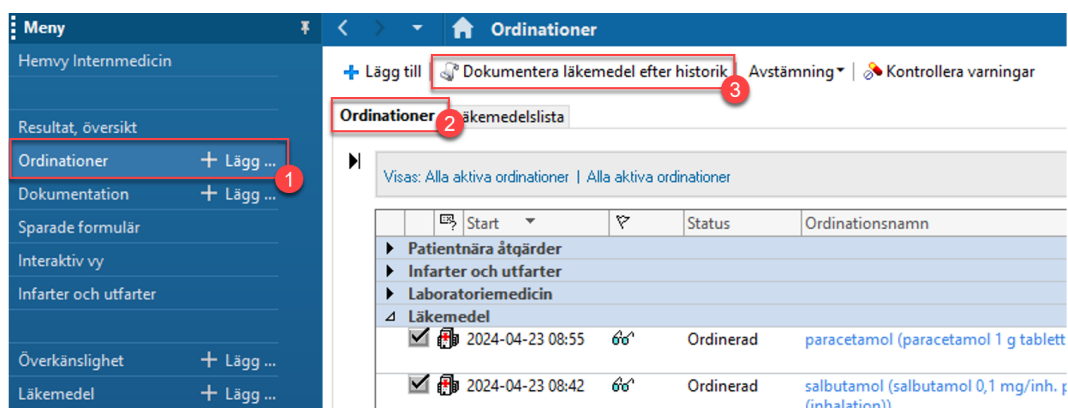 Meny
Hemvy Internmedicin
Resultat, översikt
Ordinationer + Lägg ...
1
Dokumentation + Lägg ...
Sparade formulär
Interaktiv vy
Infarter och utfarter
Överkänslighet + Lägg ...
Läkemedel + Lägg ...
Ordinationer
Lägg till Dokumentera läkemedel efter historik Avstämning Kontrollera varningar
3
Ordinationer 2 äkemedelslista
Visas: Alla aktiva ordinationer | Alla aktiva ordinationer
Start Status Ordinationsnamn
Patientnära åtgärder
Infarter och utfarter
Laboratoriemedicin
Läkemedel
2024-04-23 08:55 Ordinerad paracetamol (paracetamol 1 g tablett
2024-04-23 08:42 Ordinerad salbutamol (salbutamol 0,1 mg/inh. p
(inhalation))